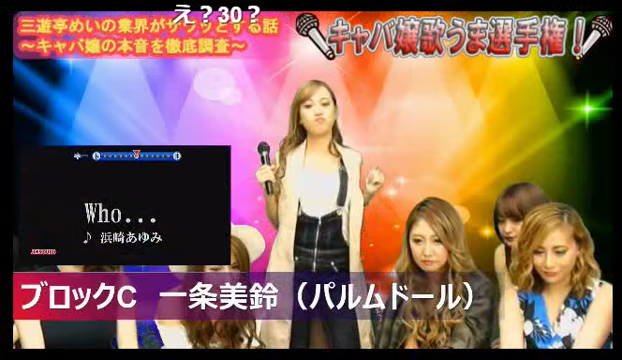 え？30？
三遊亭めいの業界がザワッとする話
～キャバ嬢の本音を徹底調査～
キャバ嬢歌うま選手権！
Who...
♪ 浜崎あゆみ
JOYSOUND
ブロックC 一条美鈴（パルムドール）